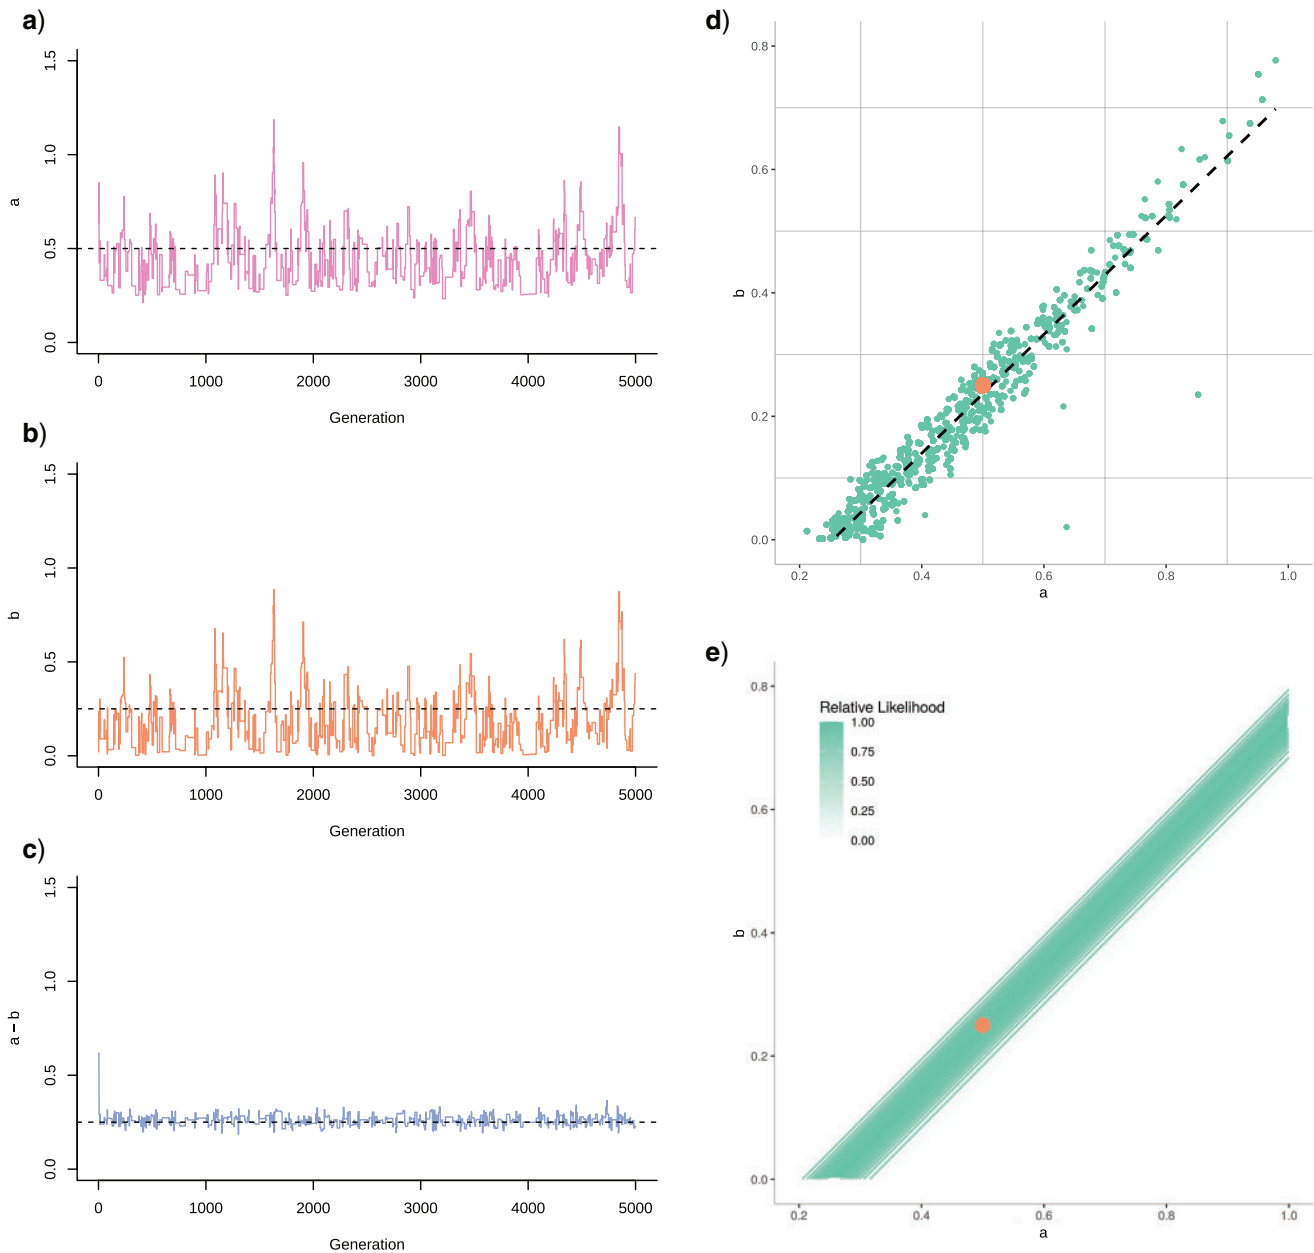 a)
1.5
1.0
0.5
0.0
a
0 1000 2000 3000 4000 5000
Generation
b)
1.5
1.0
0.5
0.0
b
0 1000 2000 3000 4000 5000
Generation
c)
1.5
1.0
0.5
0.0
a – b
0 1000 2000 3000 4000 5000
Generation
d)
0.8
0.6
0.4
0.2
0.0
b
0.2 0.4 0.6 0.8 1.0
a
e)
Relative Likelihood
1.00
0.75
0.50
0.25
0.00
0.8
0.6
0.4
0.2
0.0
b
0.2 0.4 0.6 0.8 1.0
a